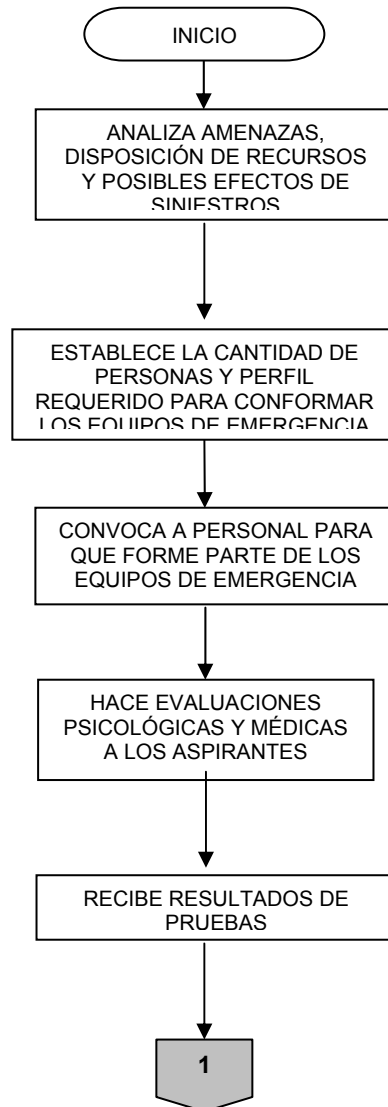 INICIO
ANALIZA AMENAZAS,
DISPOSICIÓN DE RECURSOS
Y POSIBLES EFECTOS DE
SINIESTROS
ESTABLECE LA CANTIDAD DE
PERSONAS Y PERFIL
REQUERIDO PARA CONFORMAR
LOS EQUIPOS DE EMERGENCIA
CONVOCA A PERSONAL PARA
QUE FORME PARTE DE LOS
EQUIPOS DE EMERGENCIA
HACE EVALUACIONES
PSICOLÓGICAS Y MÉDICAS
A LOS ASPIRANTES
RECIBE RESULTADOS DE
PRUEBAS
1